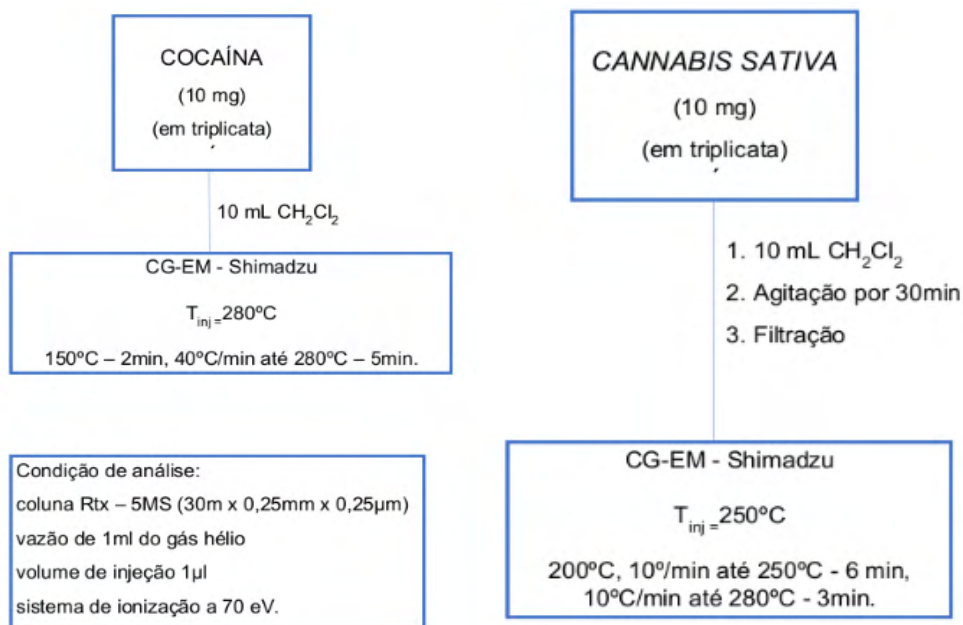 COCAÍNA
(10 mg)
(em triplicata)
10 mL CH₂Cl₂
CG-EM - Shimadzu
T inj =280ºC
150ºC – 2min, 40ºC/min até 280ºC – 5min.
Condição de análise:
coluna Rtx – 5MS (30m x 0,25mm x 0,25µm)
vazão de 1ml do gás hélio
volume de injeção 1µl
sistema de ionização a 70 eV.
CANNABIS SATIVA
(10 mg)
(em triplicata)
1. 10 mL CH₂Cl₂
2. Agitação por 30min
3. Filtração
CG-EM - Shimadzu
T inj =250ºC
200ºC, 10º/min até 250ºC - 6 min,
10ºC/min até 280ºC - 3min.